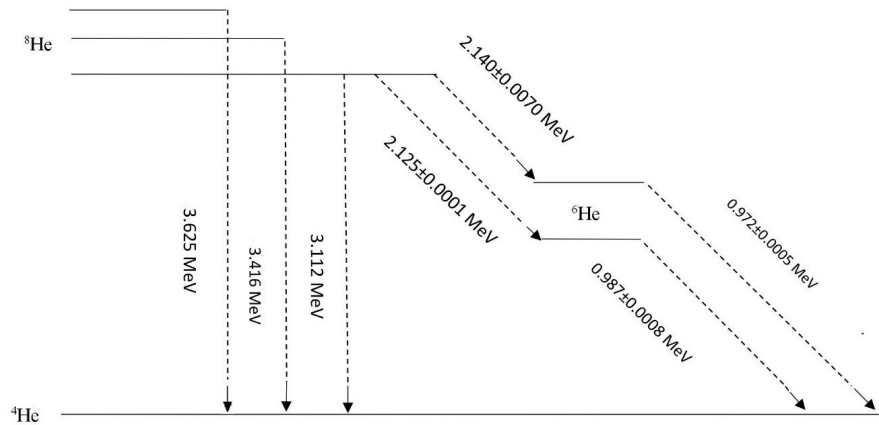 ⁸He
2.140±0.0070 MeV
2.125±0.0001 MeV
⁶He
3.625 MeV
3.416 MeV
3.112 MeV
0.972±0.0005 MeV
0.987±0.0008 MeV
⁴He